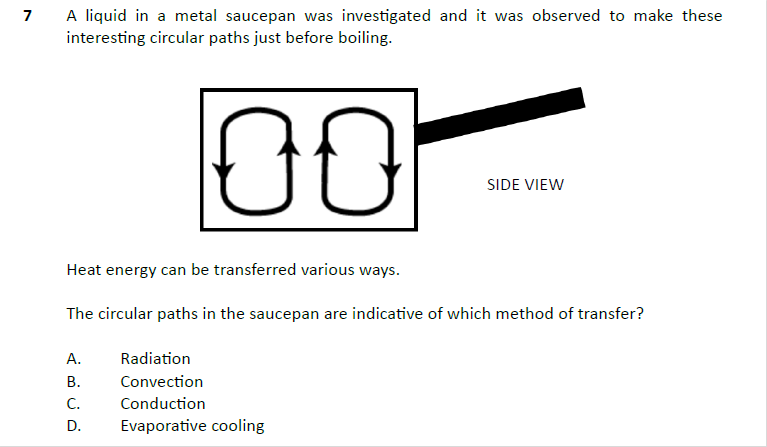 7 A liquid in a metal saucepan was investigated and it was observed to make these
interesting circular paths just before boiling.
SIDE VIEW
Heat energy can be transferred various ways.
The circular paths in the saucepan are indicative of which method of transfer?
A. Radiation
B. Convection
C. Conduction
D. Evaporative cooling